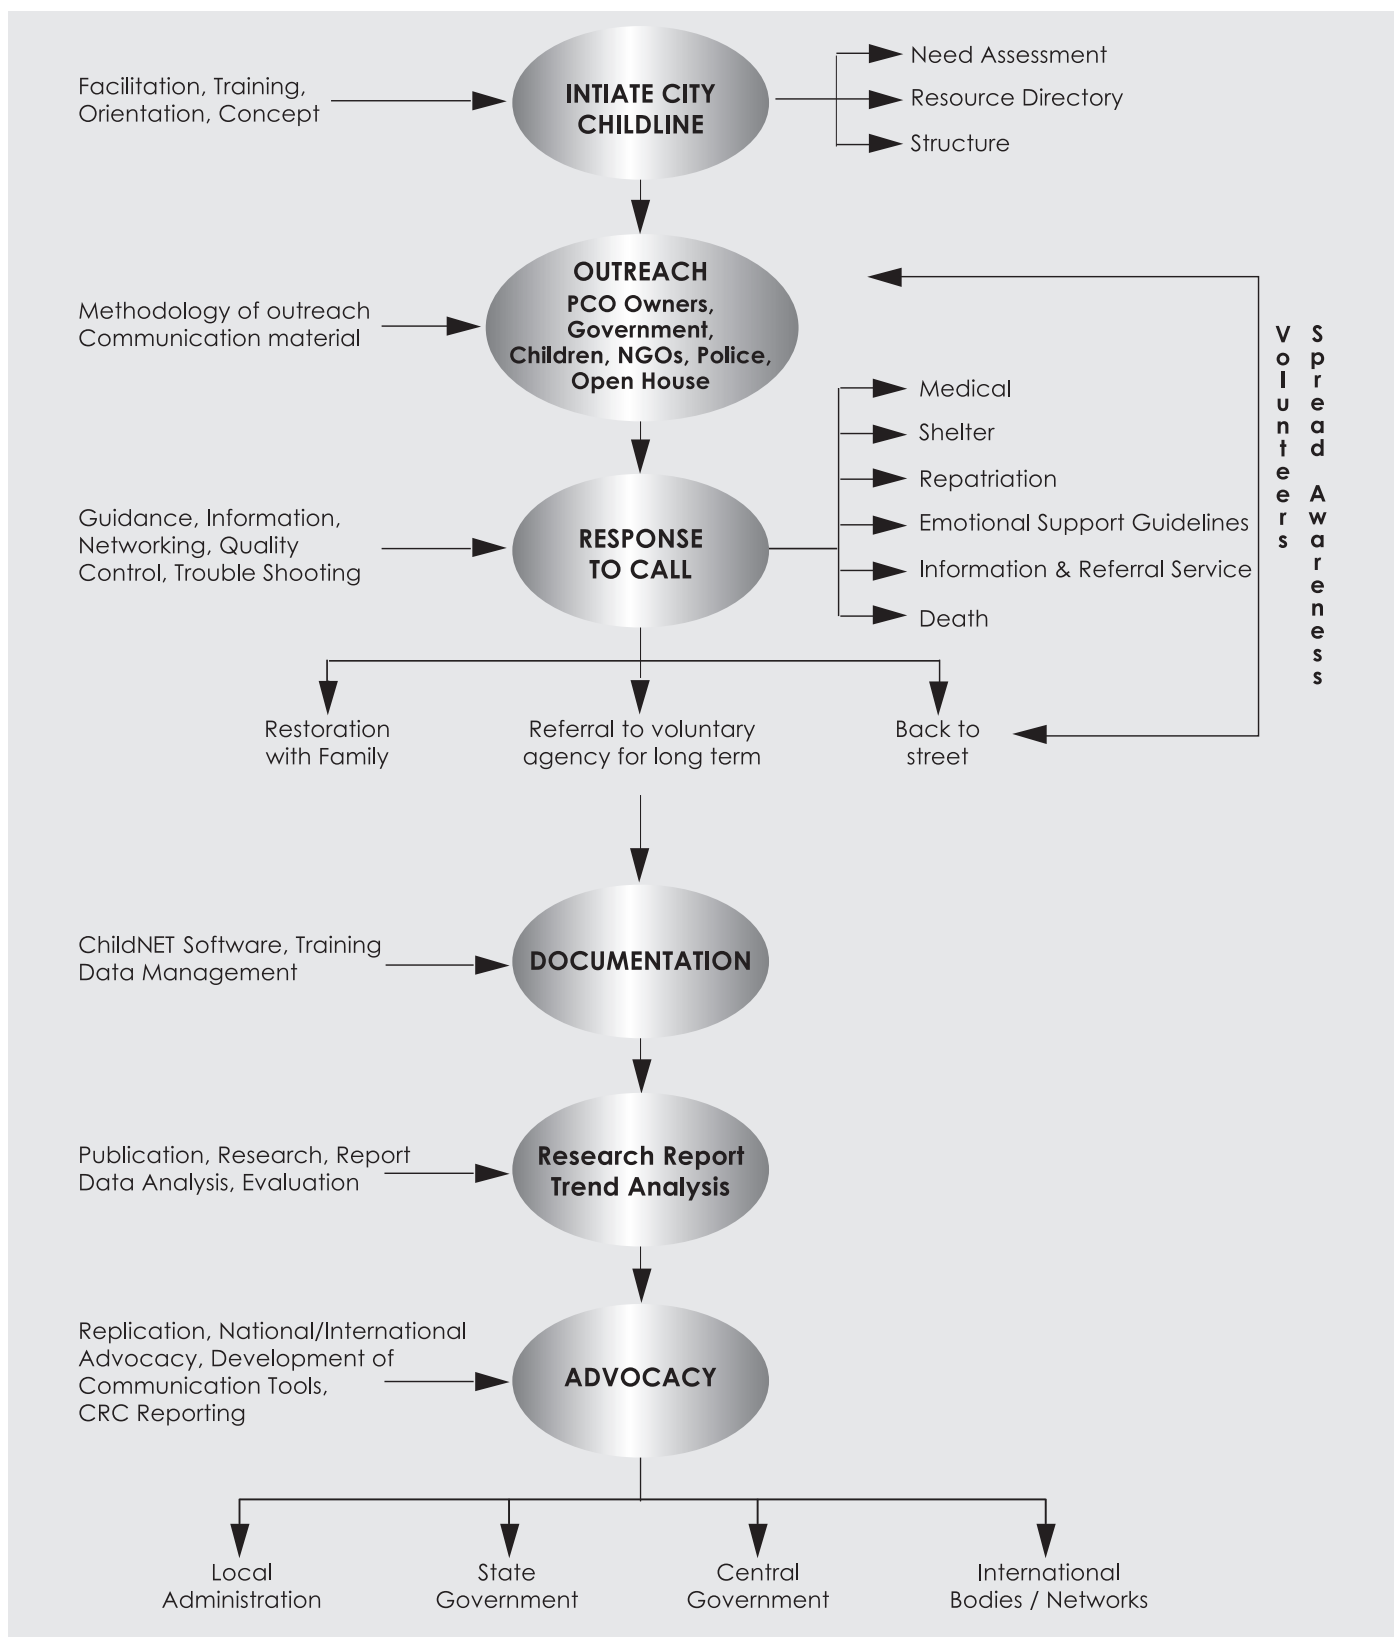 Facilitation, Training,
Orientation, Concept
INTIATE CITY
CHILDLINE
Need Assessment
Resource Directory
Structure
Methodology of outreach
Communication material
OUTREACH
PCO Owners,
Government,
Children, NGOs, Police,
Open House
Volunteers
Spread Awareness
Guidance, Information,
Networking, Quality
Control, Trouble Shooting
RESPONSE
TO CALL
Medical
Shelter
Repatriation
Emotional Support Guidelines
Information & Referral Service
Death
Restoration
with Family
Referral to voluntary
agency for long term
Back to
street
ChildNET Software, Training
Data Management
DOCUMENTATION
Publication, Research, Report
Data Analysis, Evaluation
Research Report
Trend Analysis
Replication, National/International
Advocacy, Development of
Communication Tools,
CRC Reporting
ADVOCACY
Local
Administration
State
Government
Central
Government
International
Bodies / Networks